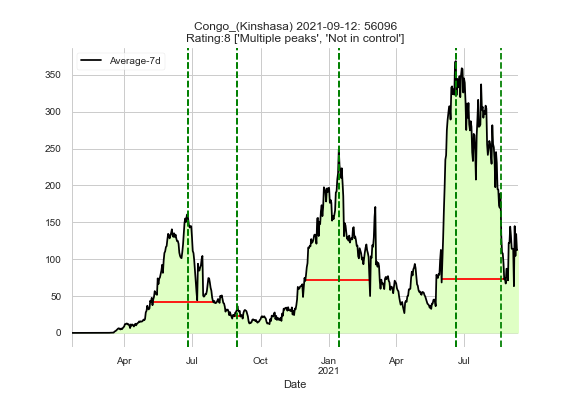 Congo_(Kinshasa) 2021-09-12: 56096
Rating:8 ['Multiple peaks', 'Not in control']
Average-7d
350
300
250
200
150
100
50
0
Apr Jul Oct Jan Apr Jul
2021
Date